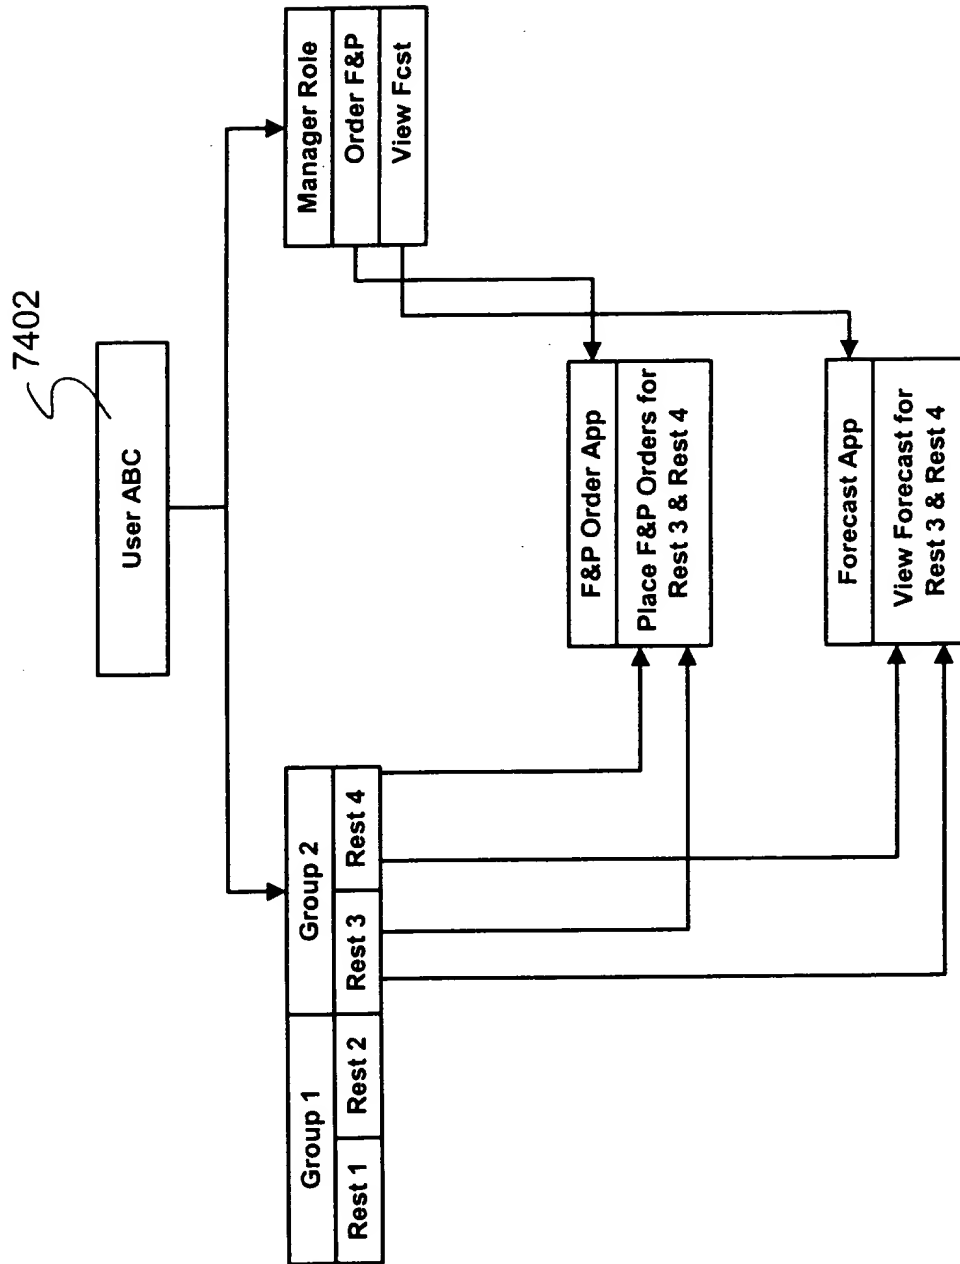 7402
User ABC
Group 1
Group 2
Rest 1
Rest 2
Rest 3
Rest 4
Manager Role
Order F&P
View Fcst
F&P Order App
Place F&P Orders for
Rest 3 & Rest 4
Forecast App
View Forecast for
Rest 3 & Rest 4